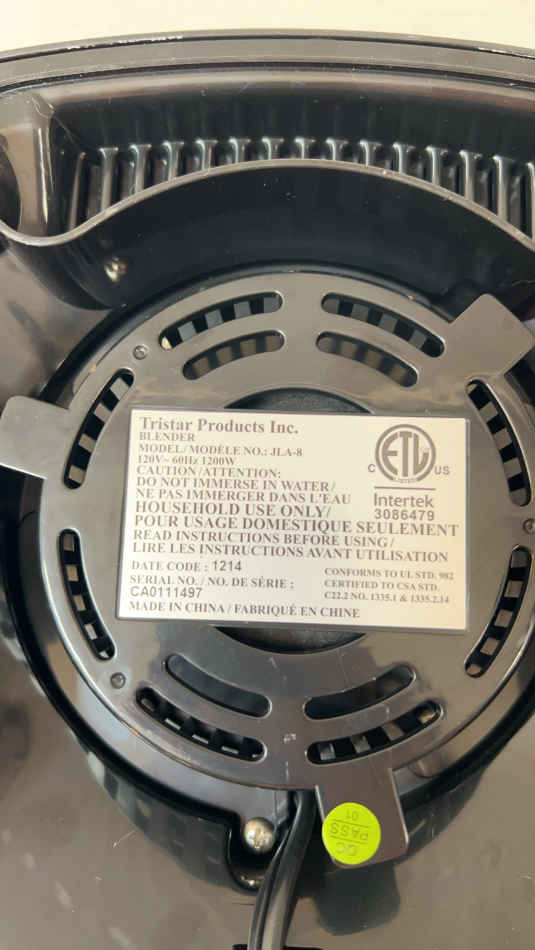 Tristar Products Inc.
BLENDER
MODEL/MODÈLE NO.: JLA-8
120V~ 60Hz 1200W
CAUTION/ATTENTION:
DO NOT IMMERSE IN WATER/
NE PAS IMMERGER DANS L'EAU
HOUSEHOLD USE ONLY/
POUR USAGE DOMESTIQUE SEULEMENT
READ INSTRUCTIONS BEFORE USING/
LIRE LES INSTRUCTIONS AVANT UTILISATION
DATE CODE : 1214
SERIAL NO. / NO. DE SÉRIE :
CA0111497
MADE IN CHINA / FABRIQUÉ EN CHINE
C ETL US
LISTED
Intertek
3086479
CONFORMS TO UL STD. 982
CERTIFIED TO CSA STD.
C22.2 NO. 1335.1 & 1335.2.14
QC
PASS
01